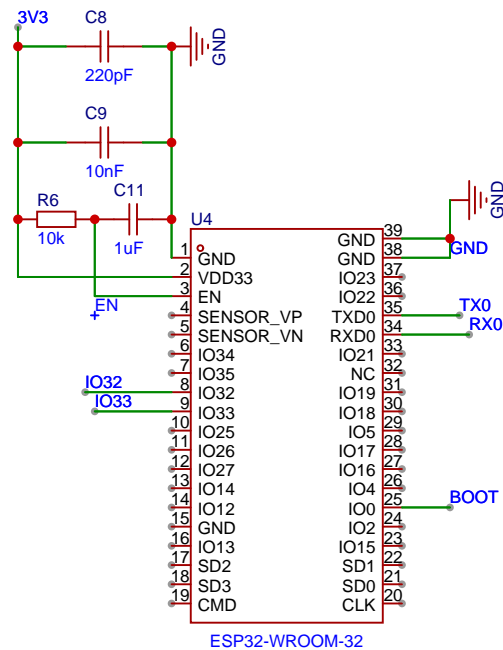 3V3
C8
220pF
GND
C9
10nF
R6
10k
C11
1uF
U4
GND
EN
1 GND
2 VDD33
3 EN
4 SENSOR_VP
5 SENSOR_VN
6 IO34
7 IO35
8 IO32
9 IO33
10 IO25
11 IO26
12 IO27
13 IO14
14 IO12
15 GND
16 IO13
17 SD2
18 SD3
19 CMD
IO32
IO33
GND 39
GND 38
IO23 37
IO22 36
TXD0 35
RXD0 34
IO21 33
NC 32
IO19 31
IO18 30
IO5 29
IO17 28
IO16 27
IO4 26
IO0 25
IO2 24
IO15 23
SD1 22
SD0 21
CLK 20
GND
TX0
RX0
BOOT
ESP32-WROOM-32